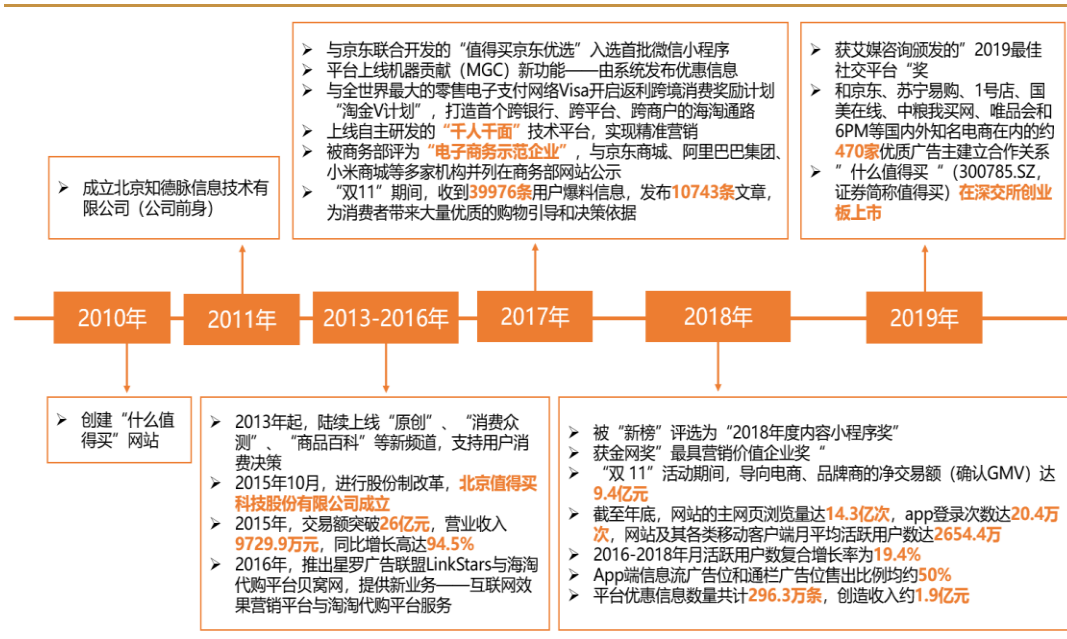 ➢ 与京东联合开发的“值得买京东优选”入选首批微信小程序
➢ 平台上线机器贡献（MGC）新功能——由系统发布优惠信息
➢ 与全世界最大的零售电子支付网络Visa开启返利跨境消费奖励计划
“淘金V计划”，打造首个跨银行、跨平台、跨商户的海淘通路
➢ 上线自主研发的“千人千面”技术平台，实现精准营销
➢ 被商务部评为“电子商务示范企业”，与京东商城、阿里巴巴集团、
小米商城等多家机构并列在商务部网站公示
➢ “双11”期间，收到39976条用户爆料信息，发布10743条文章，
为消费者带来大量优质的购物引导和决策依据
➢ 获艾媒咨询颁发的”2019最佳
社交平台“奖
➢ 和京东、苏宁易购、1号店、国
美在线、中粮我买网、唯品会和
6PM等国内外知名电商在内的约
470家优质广告主建立合作关系
➢ ”什么值得买“（300785.SZ，
证券简称值得买）在深交所创业
板上市
➢ 成立北京知德脉信息技术有
限公司（公司前身）
2010年
2011年
2013-2016年
2017年
2018年
2019年
➢ 创建“什么值
得买”网站
➢ 2013年起，陆续上线“原创”、“消费众
测”、“商品百科”等新频道，支持用户消
费决策
➢ 2015年10月，进行股份制改革，北京值得买
科技股份有限公司成立
➢ 2015年，交易额突破26亿元，营业收入
9729.9万元，同比增长高达94.5%
➢ 2016年，推出星罗广告联盟LinkStars与海淘
代购平台贝窝网，提供新业务——互联网效
果营销平台与淘淘代购平台服务
➢ 被“新榜”评选为“2018年度内容小程序奖”
➢ 获金网奖”最具营销价值企业奖“
➢ “双 11”活动期间，导向电商、品牌商的净交易额（确认GMV）达
9.4亿元
➢ 截至年底，网站的主网页浏览量达14.3亿次，app登录次数达20.4万
次，网站及其各类移动客户端月平均活跃用户数达2654.4万
➢ 2016-2018年月活跃用户数复合增长率为19.4%
➢ App端信息流广告位和通栏广告位售出比例均约50%
➢ 平台优惠信息数量共计296.3万条，创造收入约1.9亿元